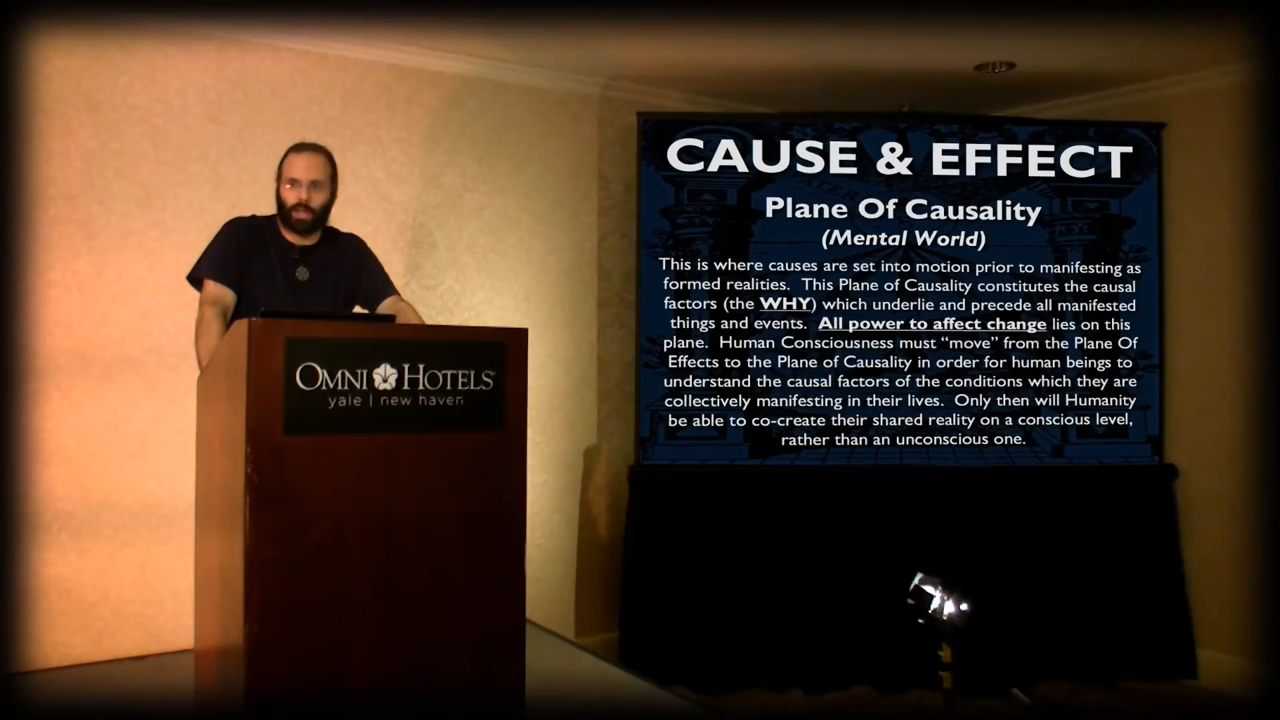 CAUSE & EFFECT
Plane Of Causality
(Mental World)
This is where causes are set into motion prior to manifesting as
formed realities. This Plane of Causality constitutes the causal
factors (the WHY) which underlie and precede all manifested
things and events. All power to affect change lies on this
plane. Human Consciousness must “move” from the Plane Of
Effects to the Plane of Causality in order for human beings to
understand the causal factors of the conditions which they are
collectively manifesting in their lives. Only then will Humanity
be able to co-create their shared reality on a conscious level,
rather than an unconscious one.
OMNI HOTELS
yale | new haven